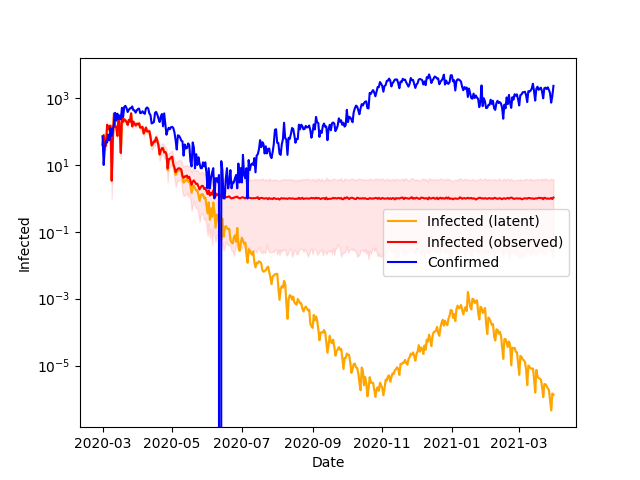 10³
10¹
10⁻¹
10⁻³
10⁻⁵
Infected
Infected (latent)
Infected (observed)
Confirmed
2020-03 2020-05 2020-07 2020-09 2020-11 2021-01 2021-03
Date